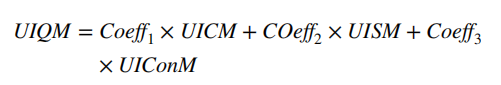 UIQM = Coeff₁ × UICM + COeff₂ × UISM + Coeff₃
× UIConM